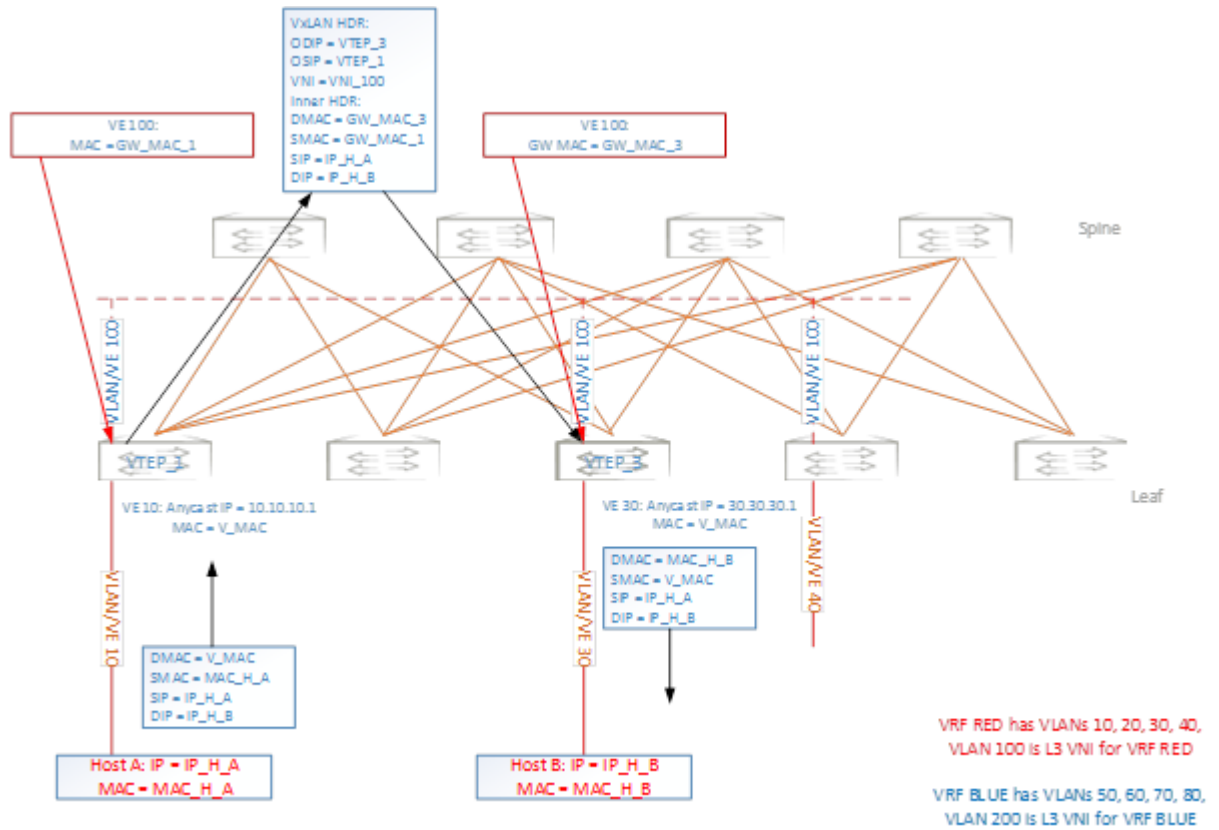 VxLAN HDR:
ODIP = VTEP_3
OSIP = VTEP_1
VNI = VNI_100
Inner HDR:
DMAC = GW_MAC_3
SMAC = GW_MAC_1
SIP = IP_H_A
DIP = IP_H_B
VE 100:
MAC = GW_MAC_1
VE 100:
GW MAC = GW_MAC_3
Spine
VLAN/VE 100
VLAN/VE 100
VLAN/VE 100
VTEP_1
VTEP_3
Leaf
VE 10: Anycast IP = 10.10.10.1
MAC = V_MAC
VE 30: Anycast IP = 30.30.30.1
MAC = V_MAC
VLAN/VE 10
DMAC = V_MAC
SMAC = MAC_H_A
SIP = IP_H_A
DIP = IP_H_B
VLAN/VE 30
DMAC = MAC_H_B
SMAC = V_MAC
SIP = IP_H_A
DIP = IP_H_B
VLAN/VE 40
Host A: IP = IP_H_A
MAC = MAC_H_A
Host B: IP = IP_H_B
MAC = MAC_H_B
VRF RED has VLANs 10, 20, 30, 40,
VLAN 100 is L3 VNI for VRF RED
VRF BLUE has VLANs 50, 60, 70, 80,
VLAN 200 is L3 VNI for VRF BLUE